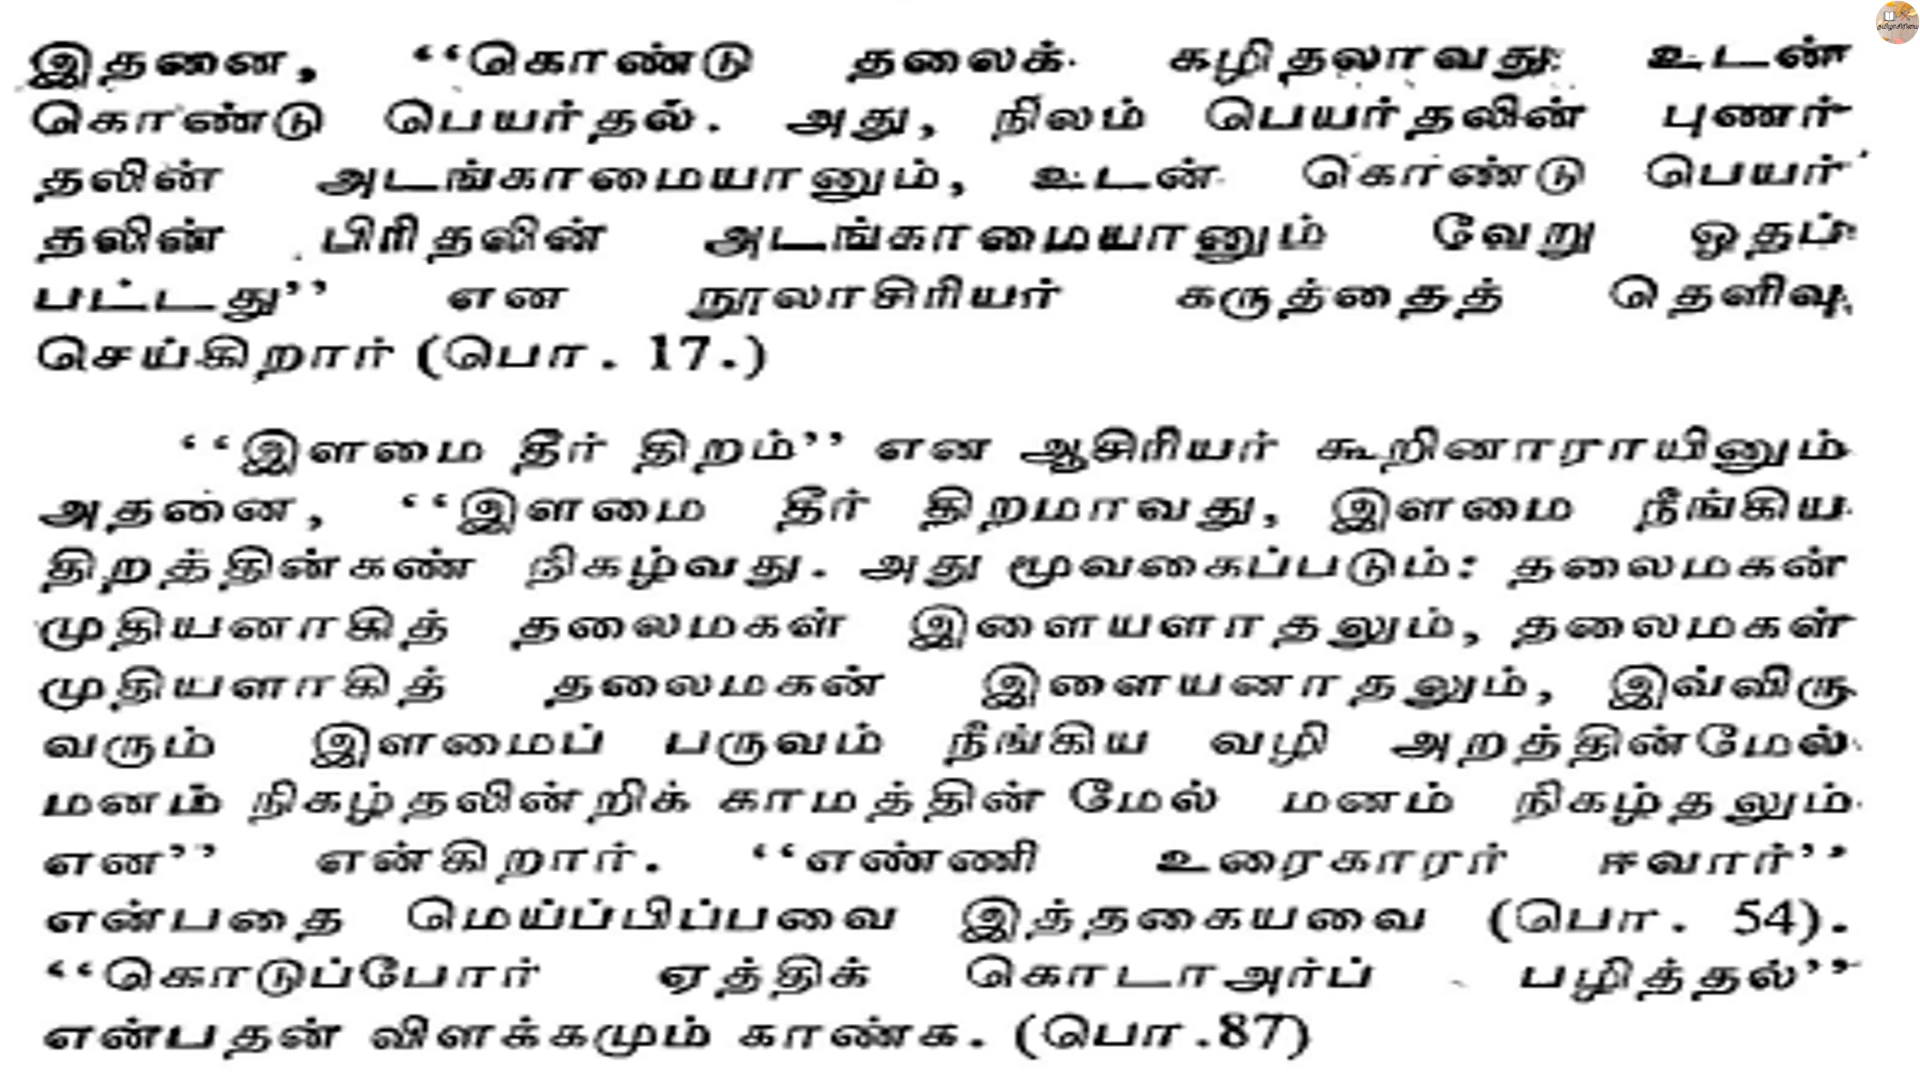 இதனை, ‘‘கொண்டு தலைக் கழிதலாவது உடன்
கொண்டு பெயர்தல். அது, நிலம் பெயர்தலின் புணர்
தலின் அடங்காமையானும், உடன் கொண்டு பெயர்
தலின் பிரிதலின் அடங்காமையானும் வேறு ஓதப்
பட்டது’’ என நூலாசிரியர் கருத்தைத் தெளிவு
செய்கிறார் (பொ. 17.)
‘‘இளமை தீர் திறம்’’ என ஆசிரியர் கூறினாராயினும்
அதனை, ‘‘இளமை தீர் திறமாவது, இளமை நீங்கிய
திறத்தின்கண் நிகழ்வது. அது மூவகைப்படும்: தலைமகன்
முதியனாகித் தலைமகள் இளையளாதலும், தலைமகள்
முதியளாகித் தலைமகன் இளையனாதலும், இவ்விரு
வரும் இளமைப் பருவம் நீங்கிய வழி அறத்தின்மேல்
மனம் நிகழ்தலின்றிக் காமத்தின் மேல் மனம் நிகழ்தலும்
என’’ என்கிறார். ‘‘எண்ணி உரைகாரர் ஈவார்’’
என்பதை மெய்ப்பிப்பவை இத்தகையவை (பொ. 54).
‘‘கொடுப்போர் ஏத்திக் கொடாஅர்ப் பழித்தல்’’
என்பதன் விளக்கமும் காண்க. (பொ.87)